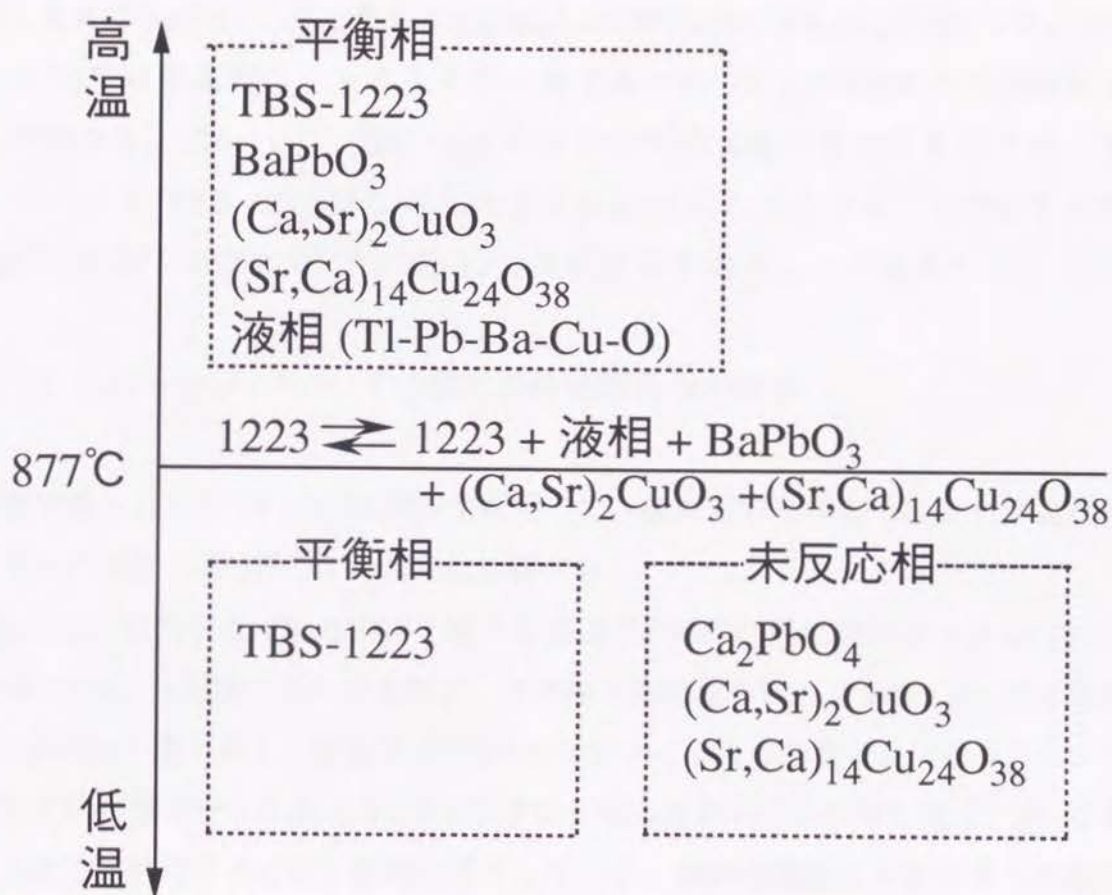 高温
平衡相
TBS-1223
BaPbO₃
(Ca,Sr)₂CuO₃
(Sr,Ca)₁₄Cu₂₄O₃₈
液相 (Tl-Pb-Ba-Cu-O)
1223 ⇄ 1223 + 液相 + BaPbO₃
877℃
+ (Ca,Sr)₂CuO₃ +(Sr,Ca)₁₄Cu₂₄O₃₈
平衡相
TBS-1223
未反応相
Ca₂PbO₄
(Ca,Sr)₂CuO₃
(Sr,Ca)₁₄Cu₂₄O₃₈
低温